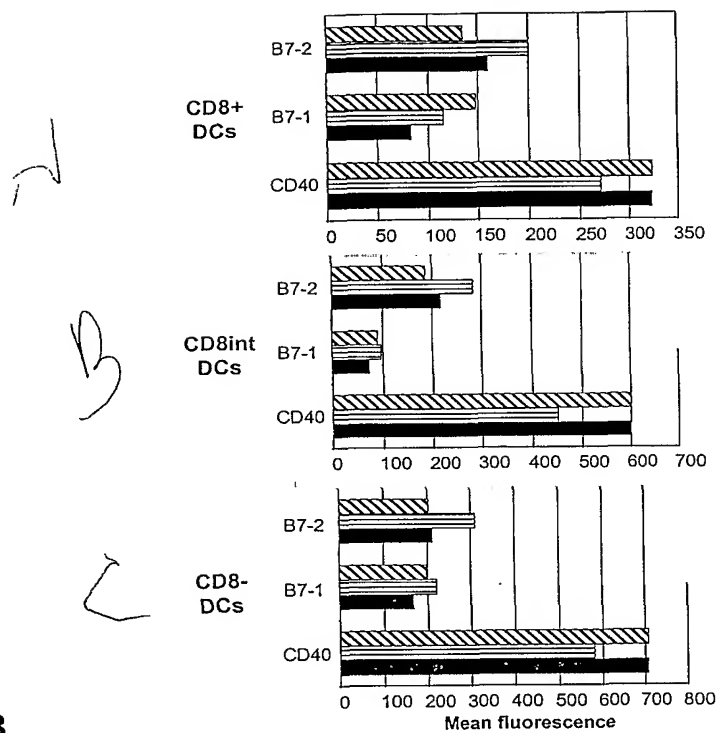 B7-2
CD8+
DCs
B7-1
CD40
0 50 100 150 200 250 300 350
B7-2
B
CD8int
DCs
B7-1
CD40
0 100 200 300 400 500 600 700
B7-2
CD8-
DCs
B7-1
C
CD40
0 100 200 300 400 500 600 700 800
Mean fluorescence